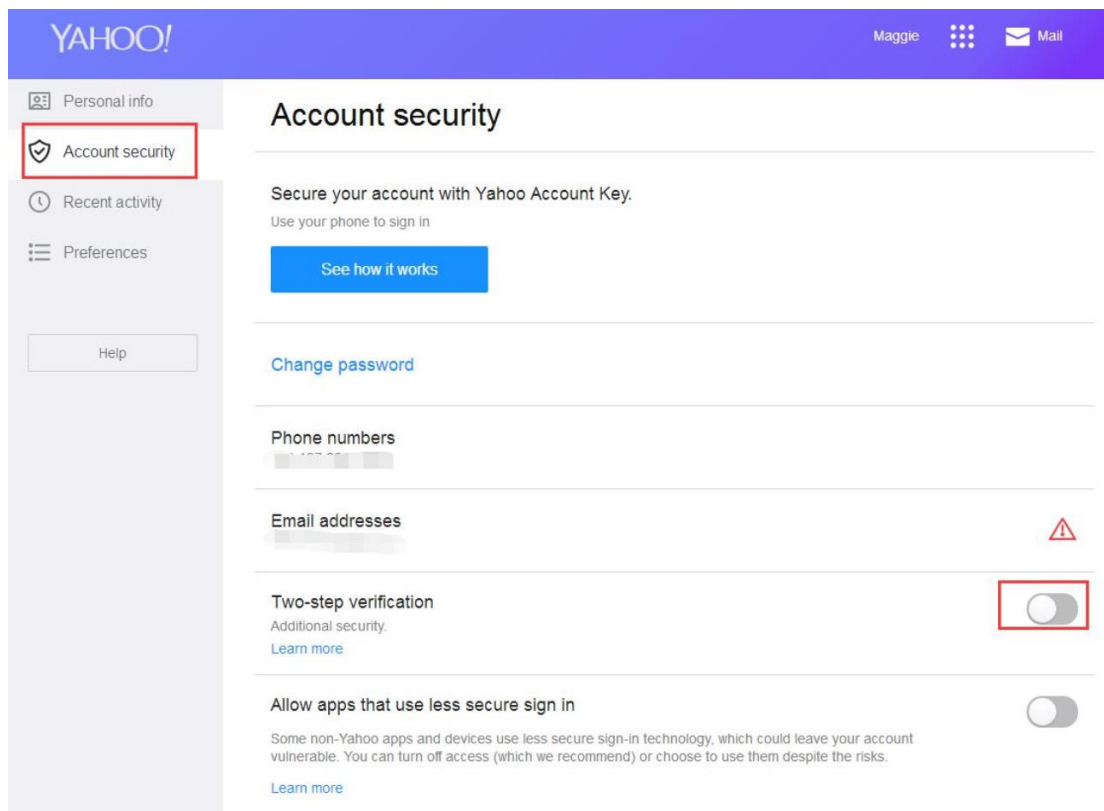 YAHOO!
Maggie
Mail
Personal info
Account security
Recent activity
Preferences
Help
Account security
Secure your account with Yahoo Account Key.
Use your phone to sign in
See how it works
Change password
Phone numbers
Email addresses
Two-step verification
Additional security.
Learn more
Allow apps that use less secure sign in
Some non-Yahoo apps and devices use less secure sign-in technology, which could leave your account
vulnerable. You can turn off access (which we recommend) or choose to use them despite the risks.
Learn more